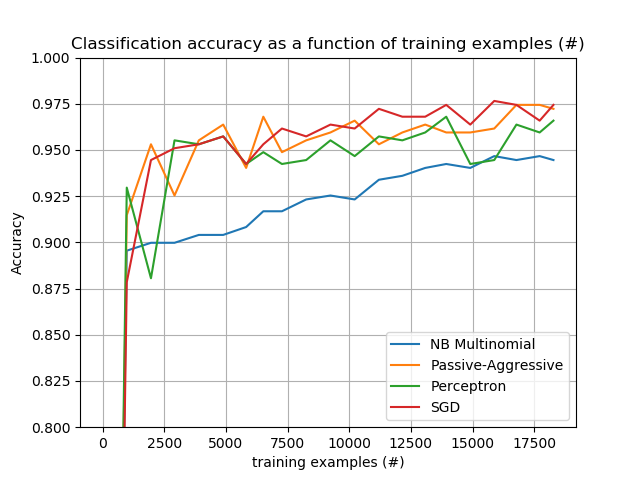 Classification accuracy as a function of training examples (#)
1.000
0.975
0.950
0.925
0.900
0.875
0.850
0.825
0.800
Accuracy
NB Multinomial
Passive-Aggressive
Perceptron
SGD
0 2500 5000 7500 10000 12500 15000 17500
training examples (#)